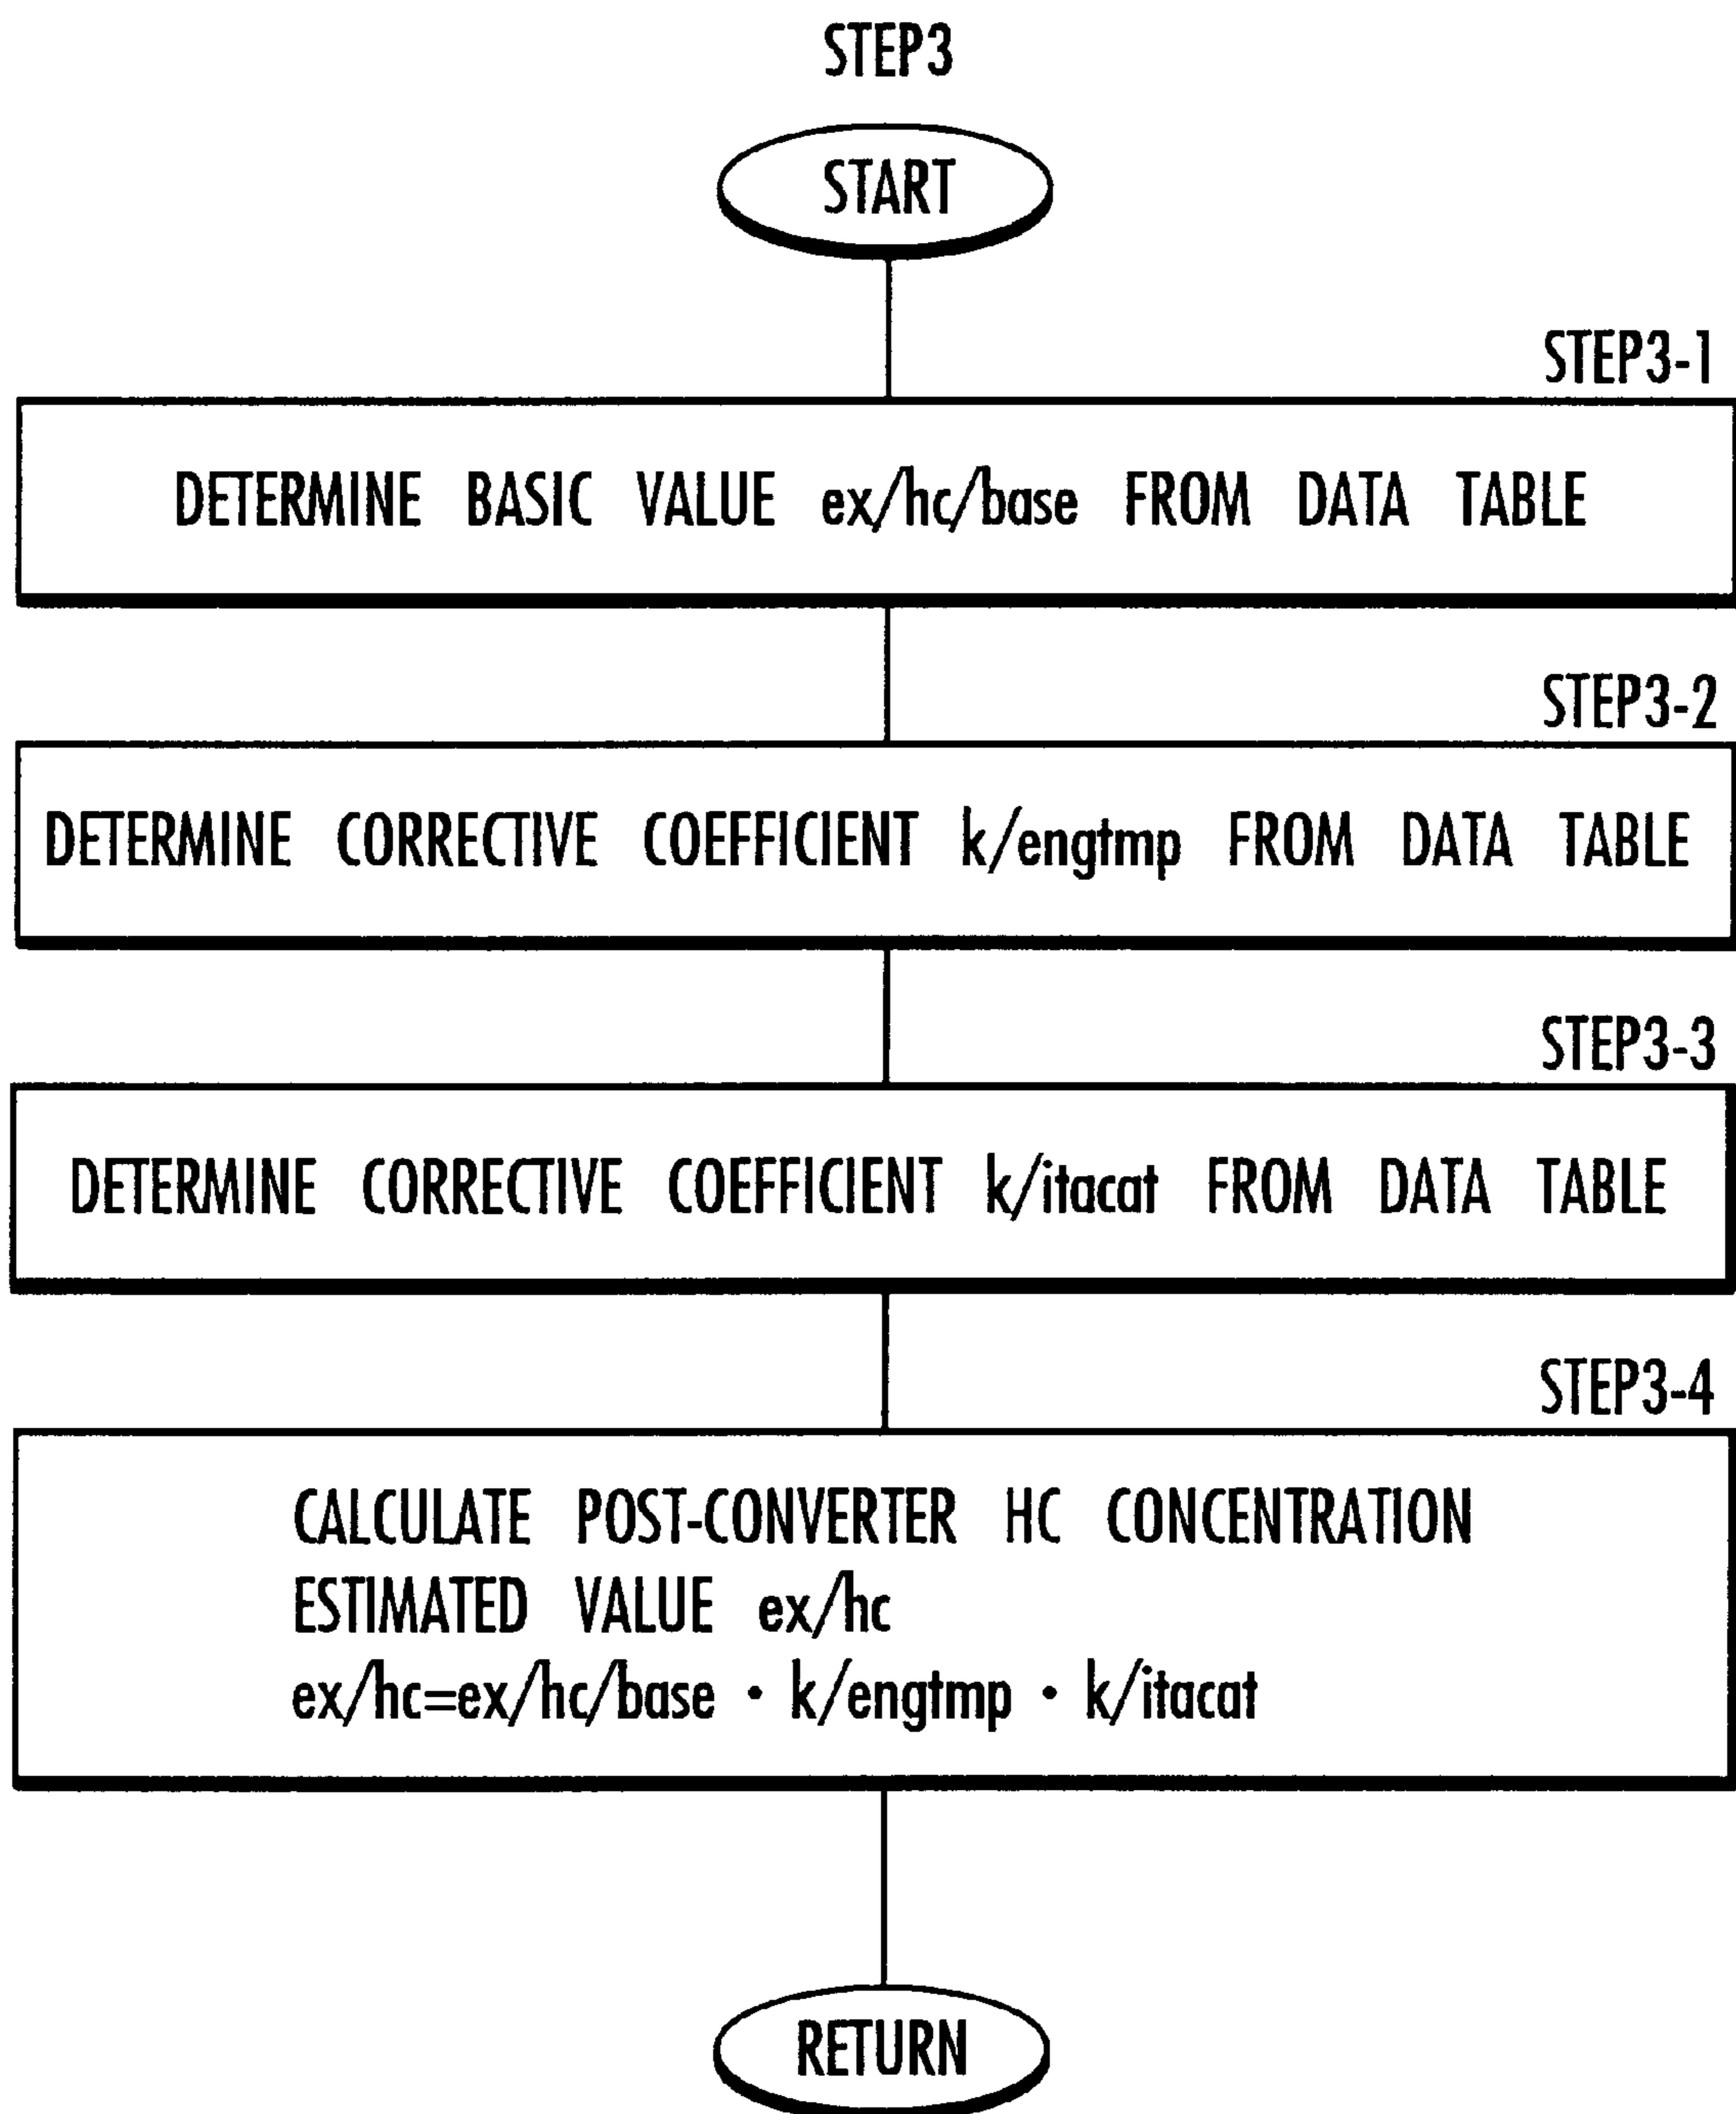 STEP3
START
STEP3-1
DETERMINE BASIC VALUE ex/hc/base FROM DATA TABLE
STEP3-2
DETERMINE CORRECTIVE COEFFICIENT k/engtmp FROM DATA TABLE
STEP3-3
DETERMINE CORRECTIVE COEFFICIENT k/itacat FROM DATA TABLE
STEP3-4
CALCULATE POST-CONVERTER HC CONCENTRATION
ESTIMATED VALUE ex/hc
ex/hc=ex/hc/base · k/engtmp · k/itacat
RETURN